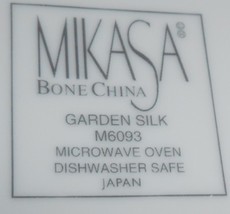 MIKASA
BONE CHINA
GARDEN SILK
M6093
MICROWAVE OVEN
DISHWASHER SAFE
JAPAN